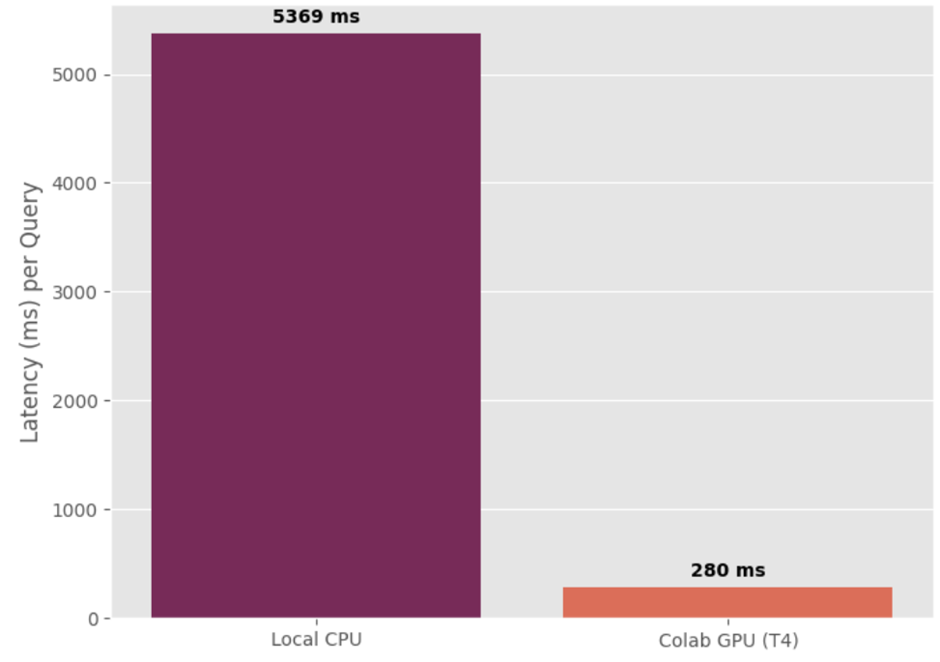 5369 ms
5000
4000
3000
2000
1000
0
Latency (ms) per Query
280 ms
Local CPU
Colab GPU (T4)